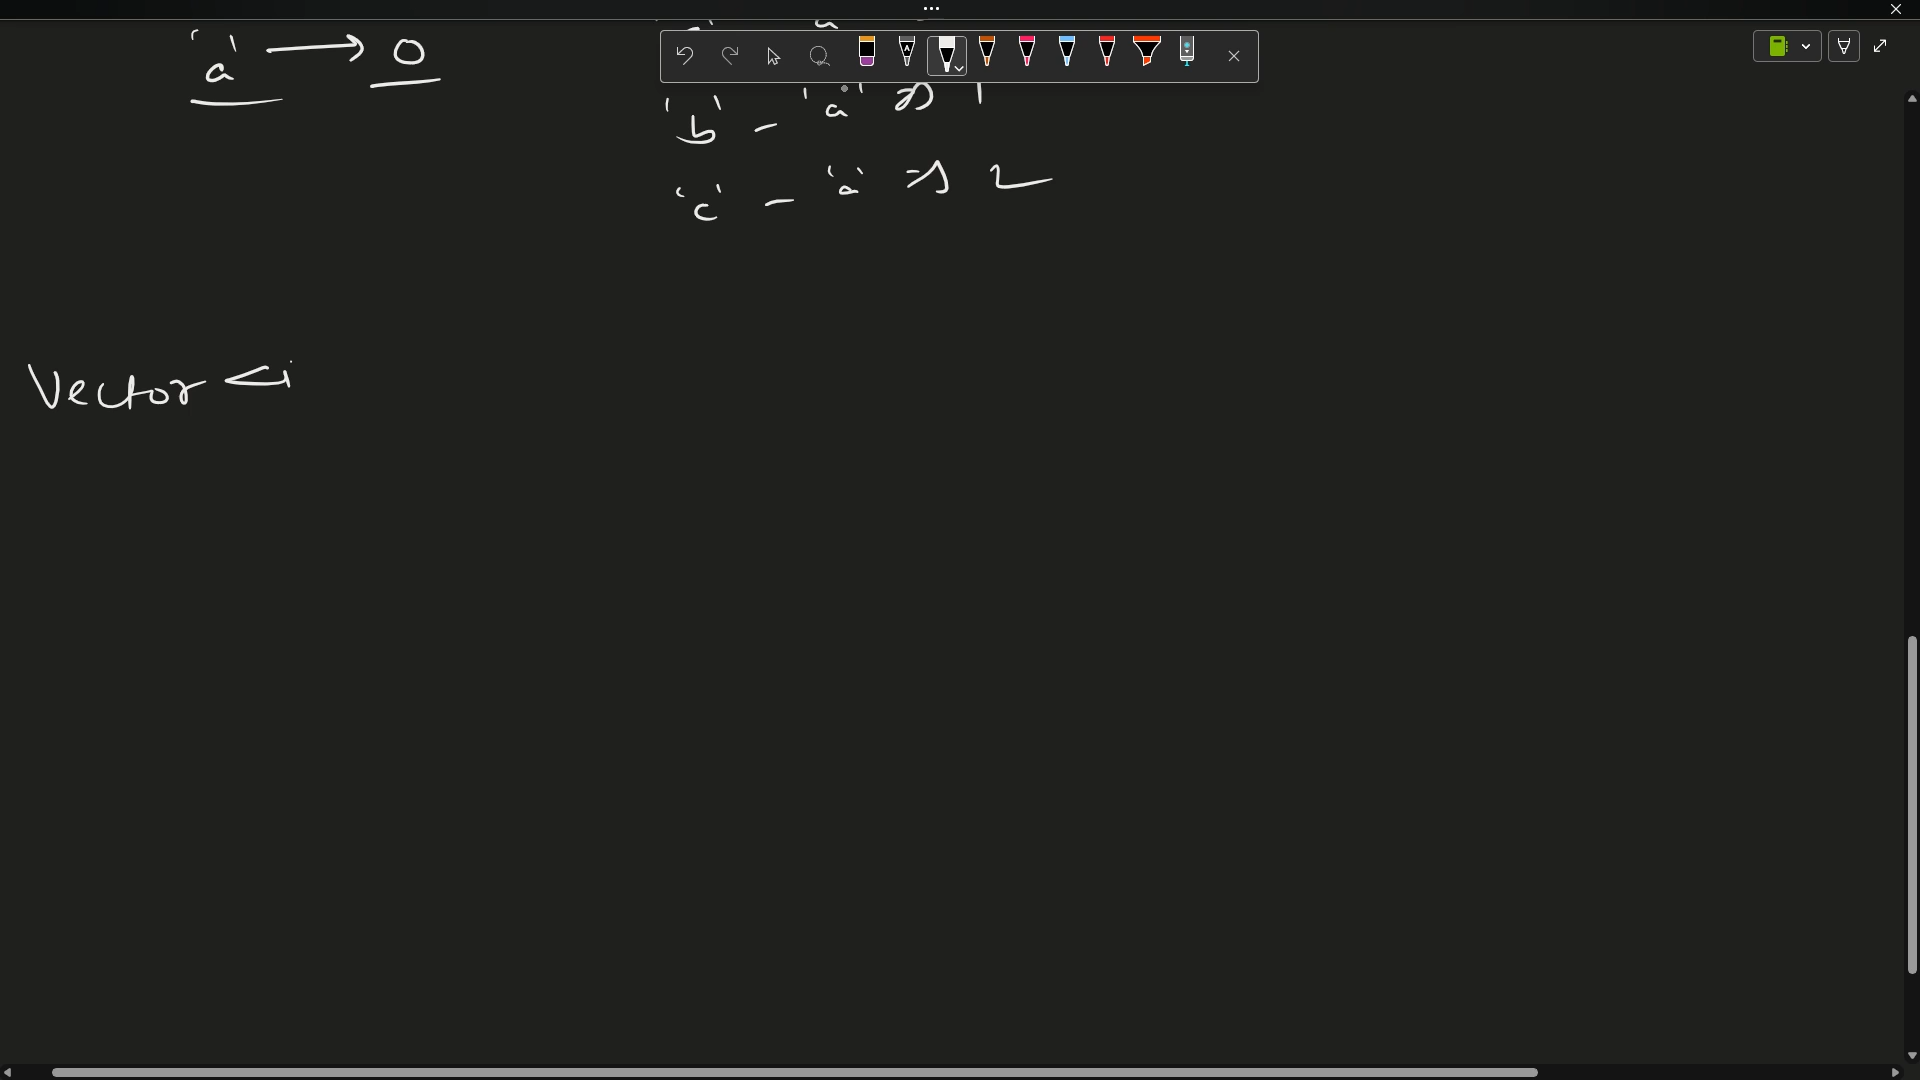 'a' → 0
'b' - 'a' ⇒ 1
'c' - 'a' ⇒ 2
Vector <i